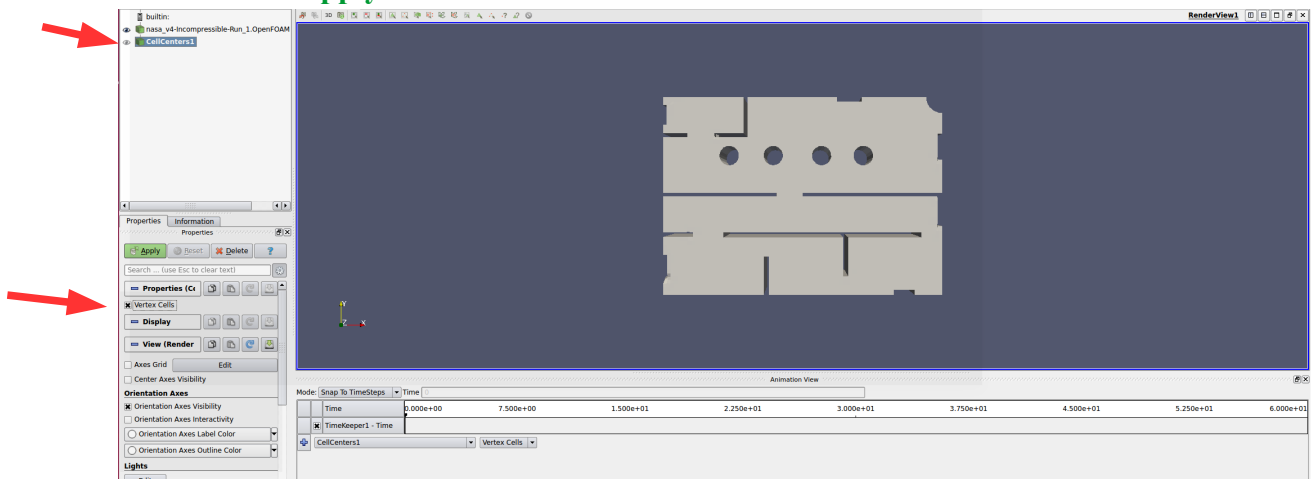 builtin:
nasa_v4-Incompressible-Run_1.OpenFOAM
CellCenters1
3D
RenderView1
Properties Information
Properties
Apply Reset Delete ?
Search ... (use Esc to clear text)
Properties (Ce
Vertex Cells
Display
View (Render
Axes Grid Edit
Center Axes Visibility
Orientation Axes
Orientation Axes Visibility
Orientation Axes Interactivity
Orientation Axes Label Color
Orientation Axes Outline Color
Lights
Y
Z X
Animation View
Mode: Snap To TimeSteps Time 0
Time 0.000e+00 7.500e+00 1.500e+01 2.250e+01 3.000e+01 3.750e+01 4.500e+01 5.250e+01 6.000e+01
TimeKeeper1 - Time
CellCenters1 Vertex Cells